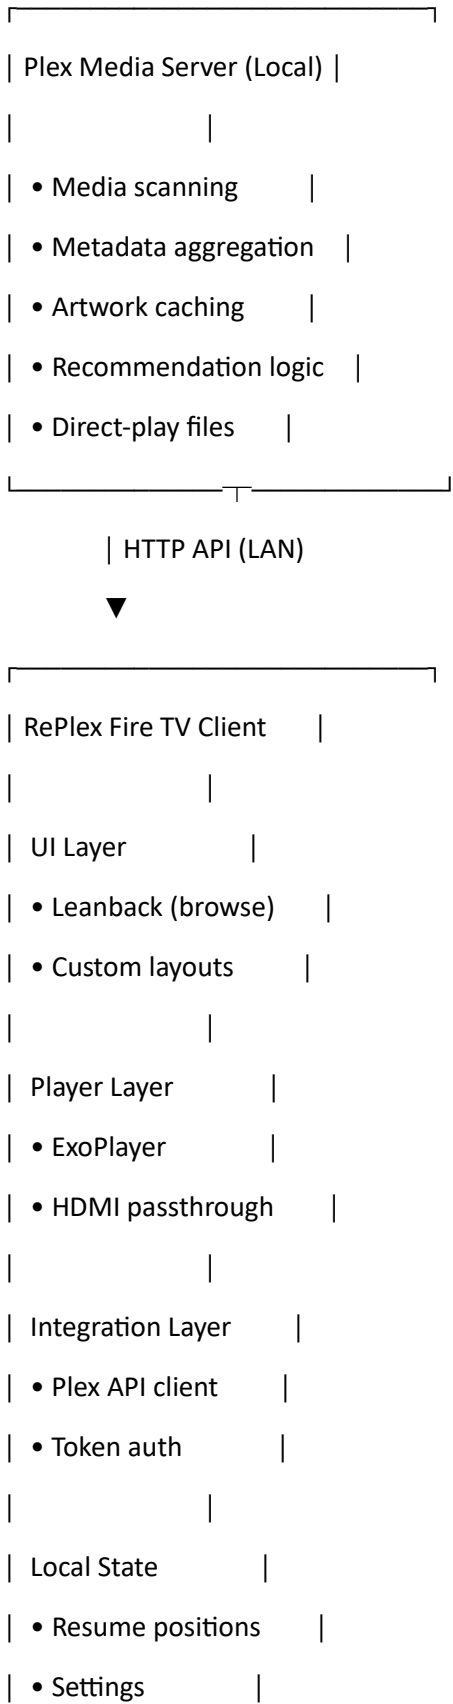 ┌────────────────────────────┐
│ Plex Media Server (Local) │
│ │
│ • Media scanning │
│ • Metadata aggregation │
│ • Artwork caching │
│ • Recommendation logic │
│ • Direct-play files │
└──────────────┬─────────────┘
│ HTTP API (LAN)
▼
┌────────────────────────────┐
│ RePlex Fire TV Client │
│ │
│ UI Layer │
│ • Leanback (browse) │
│ • Custom layouts │
│ │
│ Player Layer │
│ • ExoPlayer │
│ • HDMI passthrough │
│ │
│ Integration Layer │
│ • Plex API client │
│ • Token auth │
│ │
│ Local State │
│ • Resume positions │
│ • Settings │